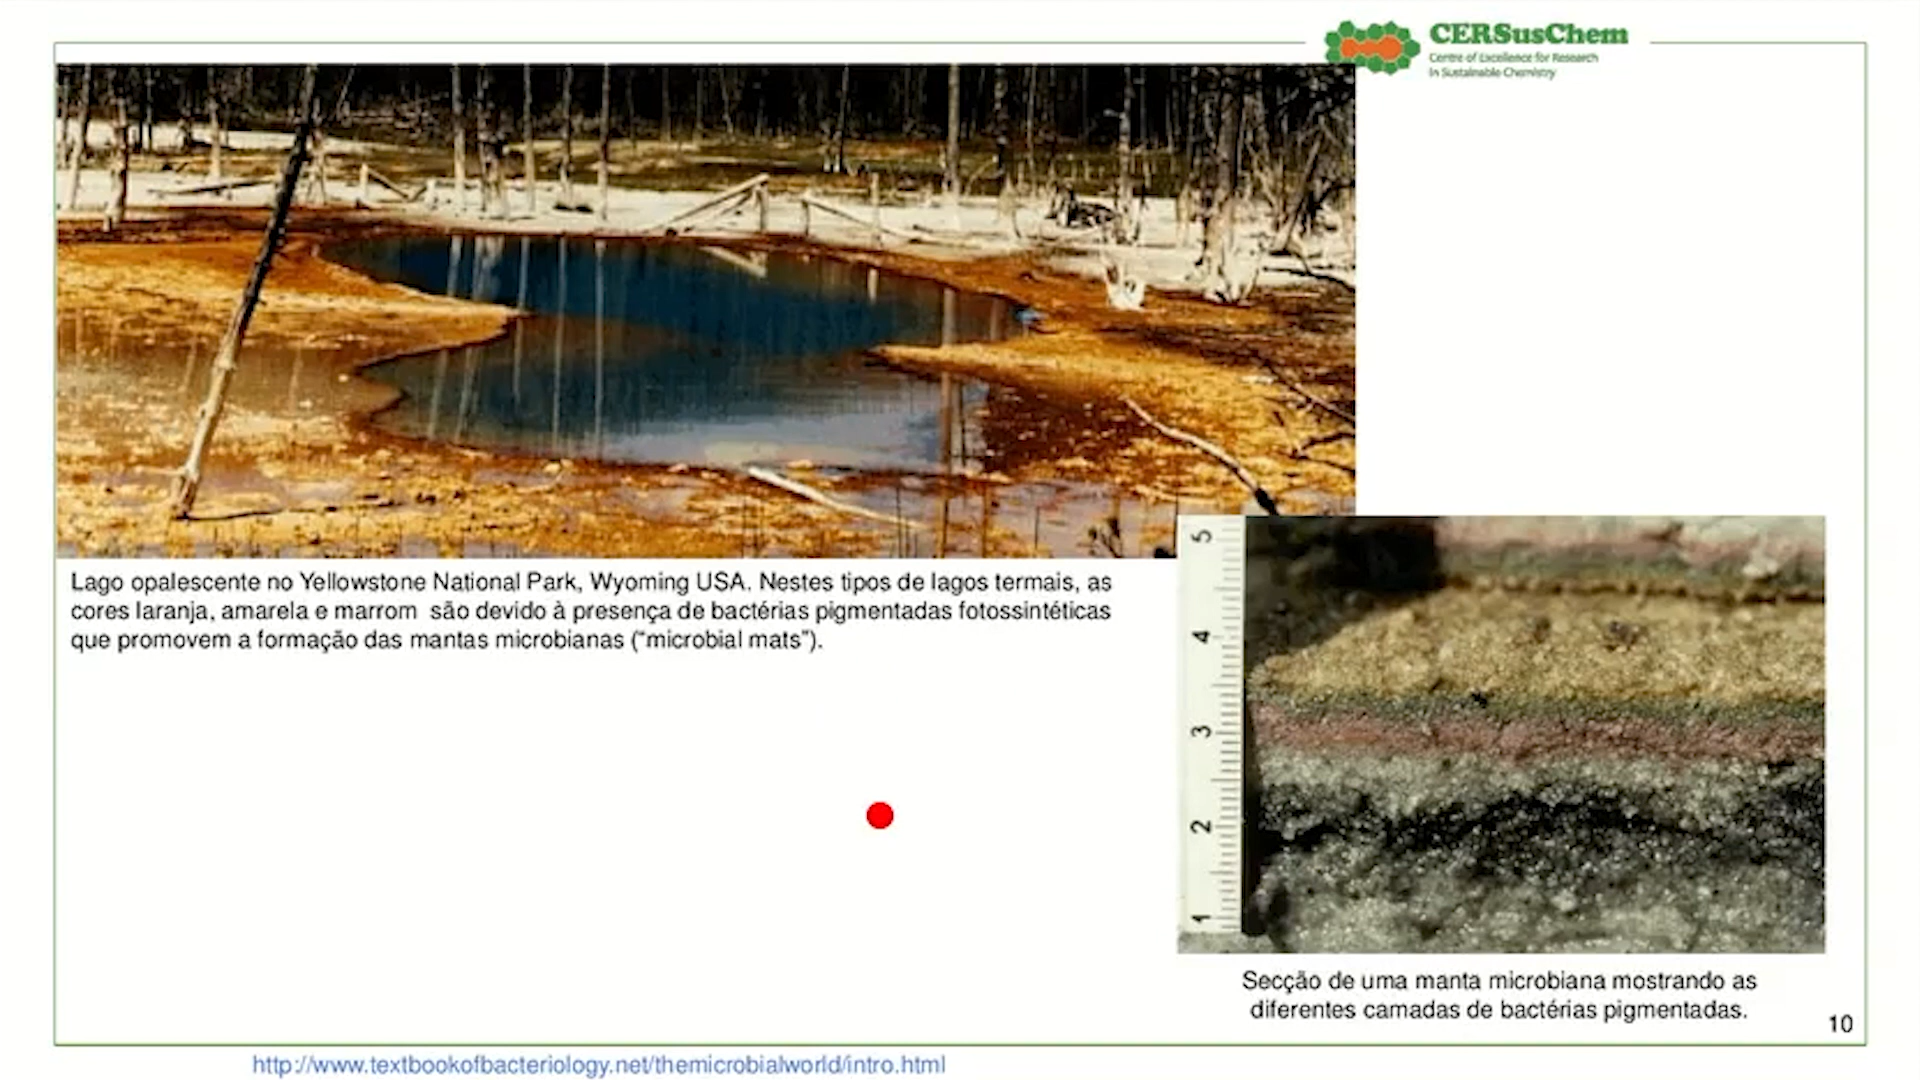 CERSusChem
Centre of Excellence for Research
in Sustainable Chemistry
Lago opalescente no Yellowstone National Park, Wyoming USA. Nestes tipos de lagos termais, as
cores laranja, amarela e marrom são devido à presença de bactérias pigmentadas fotossintéticas
que promovem a formação das mantas microbianas (“microbial mats”).
5
4
3
2
1
Secção de uma manta microbiana mostrando as
diferentes camadas de bactérias pigmentadas.
10
http://www.textbookofbacteriology.net/themicrobialworld/intro.html